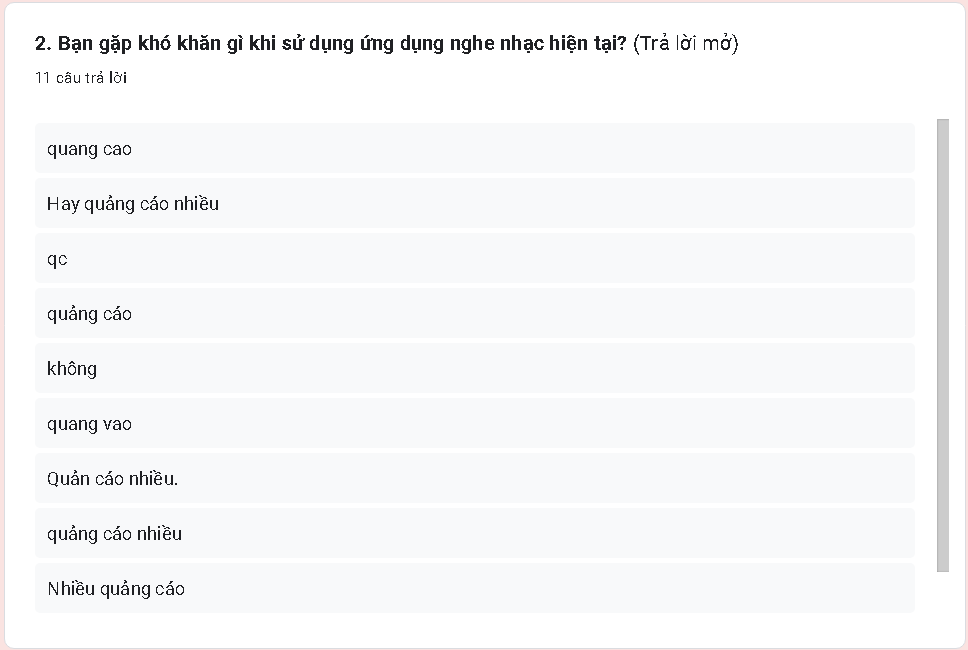 2. Bạn gặp khó khăn gì khi sử dụng ứng dụng nghe nhạc hiện tại? (Trả lời mở)
11 câu trả lời
quang cao
Hay quảng cáo nhiều
qc
quảng cáo
không
quang vao
Quản cáo nhiều.
quảng cáo nhiều
Nhiều quảng cáo